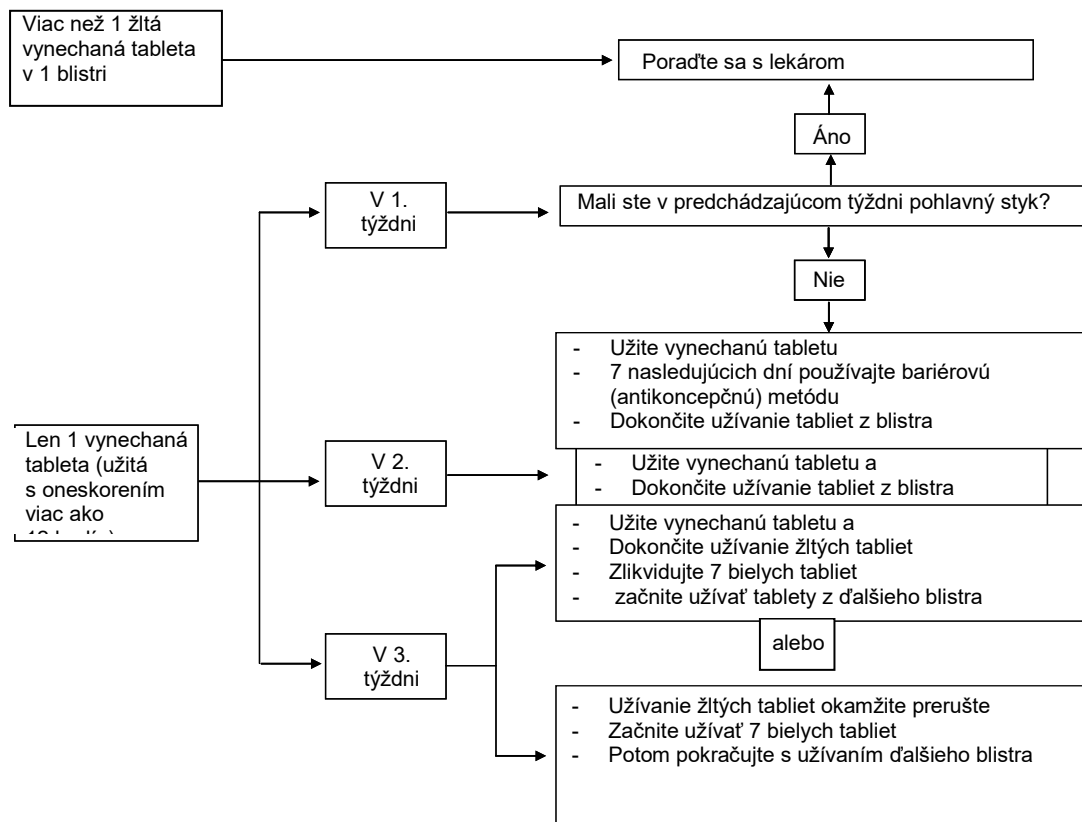 Viac než 1 žltá
vynechaná tableta
v 1 blistri
Poraďte sa s lekárom
Áno
V 1.
týždni
Mali ste v predchádzajúcom týždni pohlavný styk?
Nie
- Užite vynechanú tabletu
- 7 nasledujúcich dní používajte bariérovú
(antikoncepčnú) metódu
- Dokončite užívanie tabliet z blistra
Len 1 vynechaná
tableta (užitá
s oneskorením
viac ako
V 2.
týždni
- Užite vynechanú tabletu a
- Dokončite užívanie tabliet z blistra
- Užite vynechanú tabletu a
- Dokončite užívanie žltých tabliet
- Zlikvidujte 7 bielych tabliet
- začnite užívať tablety z ďalšieho blistra
alebo
V 3.
týždni
- Užívanie žltých tabliet okamžite prerušte
- Začnite užívať 7 bielych tabliet
- Potom pokračujte s užívaním ďalšieho blistra